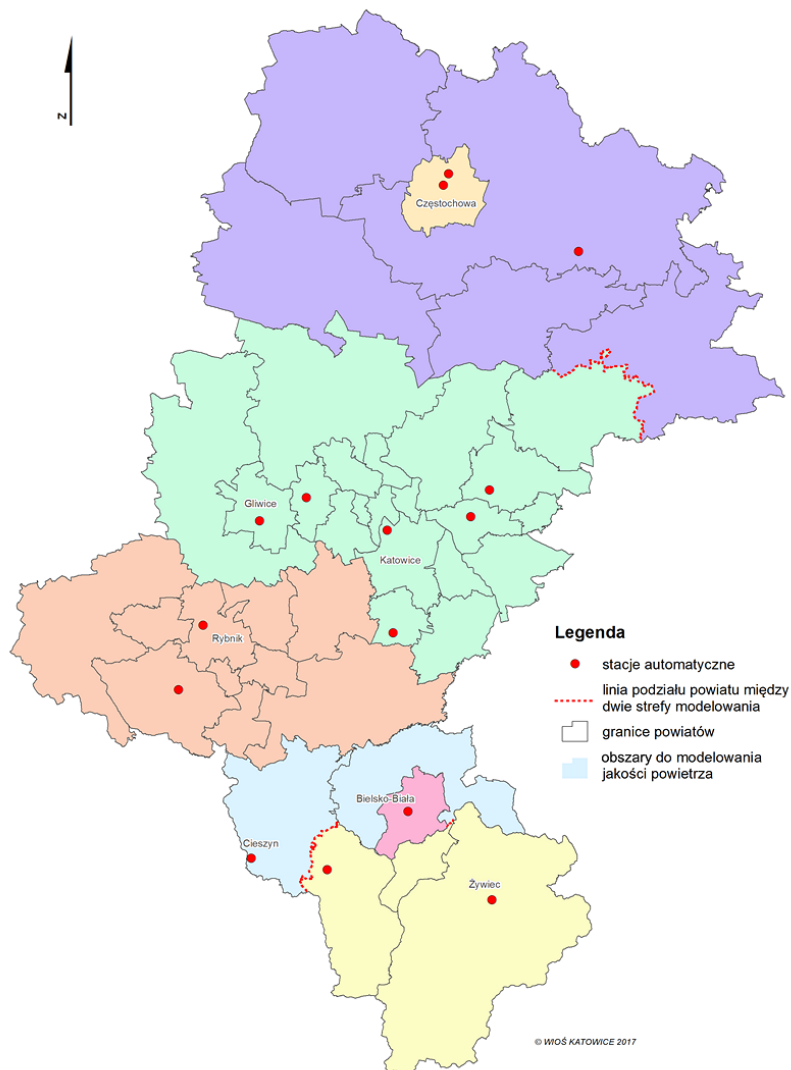 N
Częstochowa
Gliwice
Katowice
Rybnik
Legenda
stacje automatyczne
linia podziału powiatu między
dwie strefy modelowania
granice powiatów
obszary do modelowania
jakości powietrza
Bielsko-Biała
Cieszyn
Żywiec
© WIOŚ KATOWICE 2017